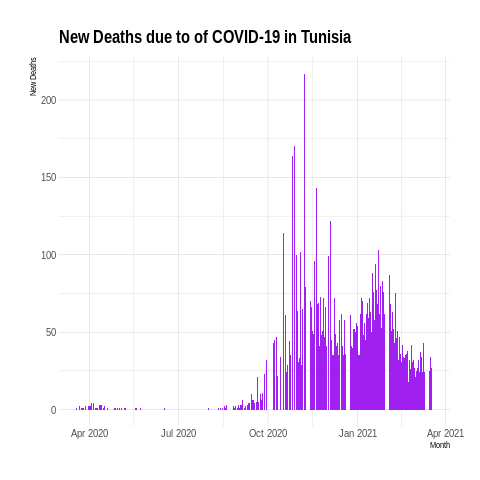 New Deaths due to of COVID-19 in Tunisia
New Deaths
200
150
100
50
0
Apr 2020 Jul 2020 Oct 2020 Jan 2021 Apr 2021
Month